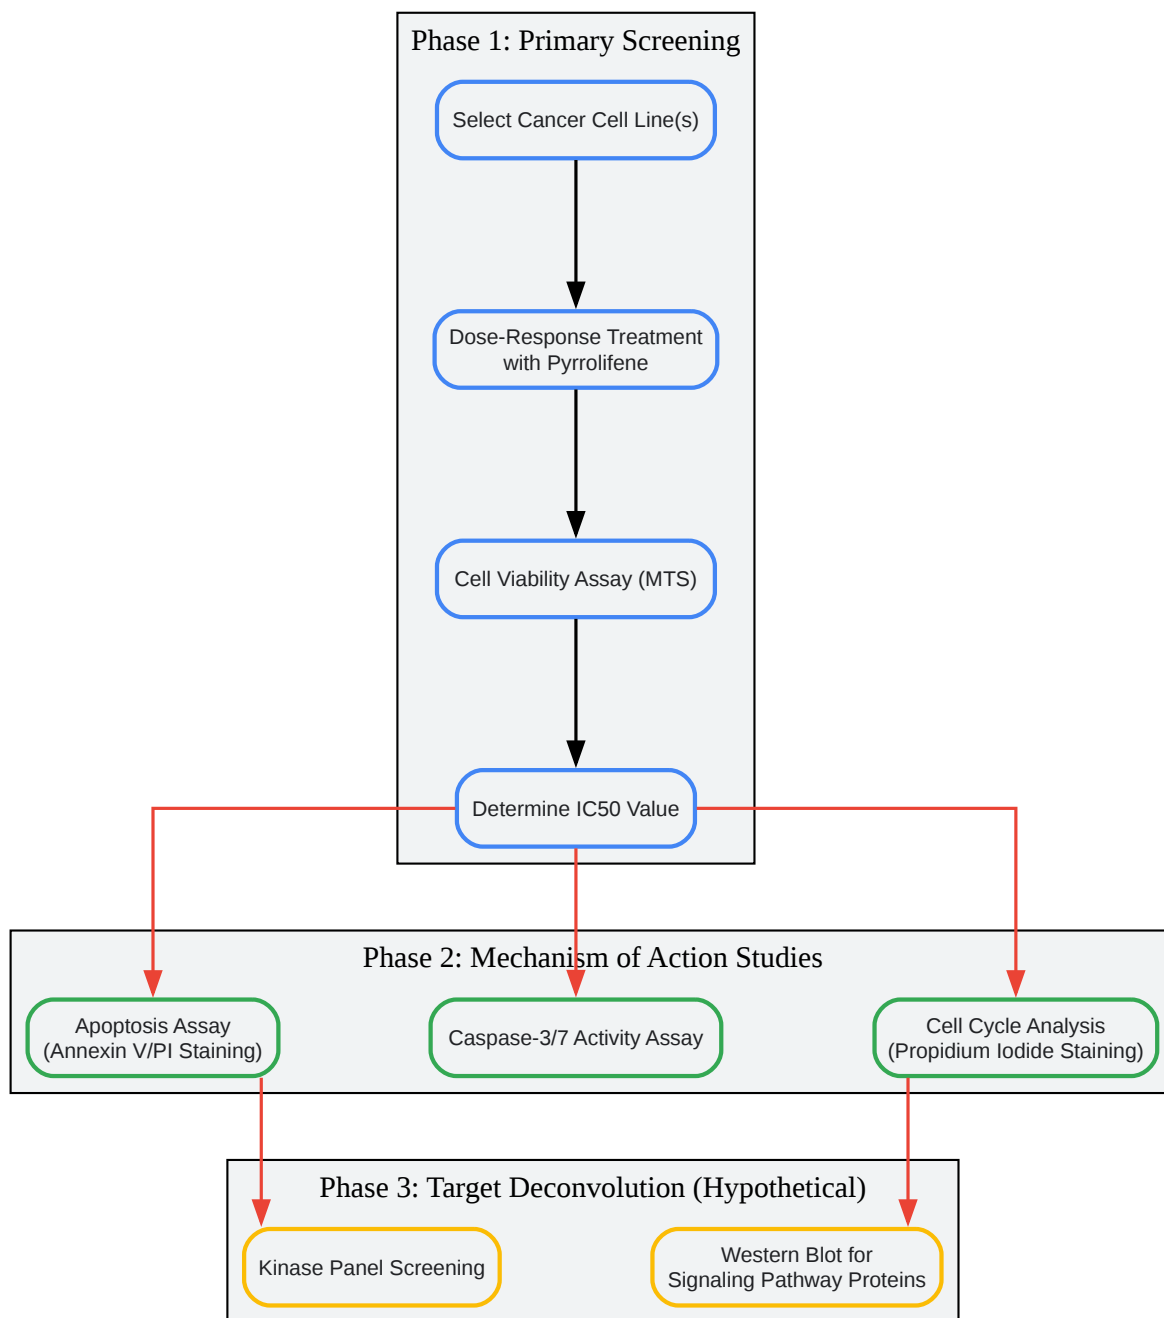 Phase 1: Primary Screening
Select Cancer Cell Line(s)
Dose-Response Treatment
with Pyrrolifene
Cell Viability Assay (MTS)
Determine IC50 Value
Phase 2: Mechanism of Action Studies
Apoptosis Assay
(Annexin V/PI Staining)
Caspase-3/7 Activity Assay
Cell Cycle Analysis
(Propidium Iodide Staining)
Phase 3: Target Deconvolution (Hypothetical)
Kinase Panel Screening
Western Blot for
Signaling Pathway Proteins